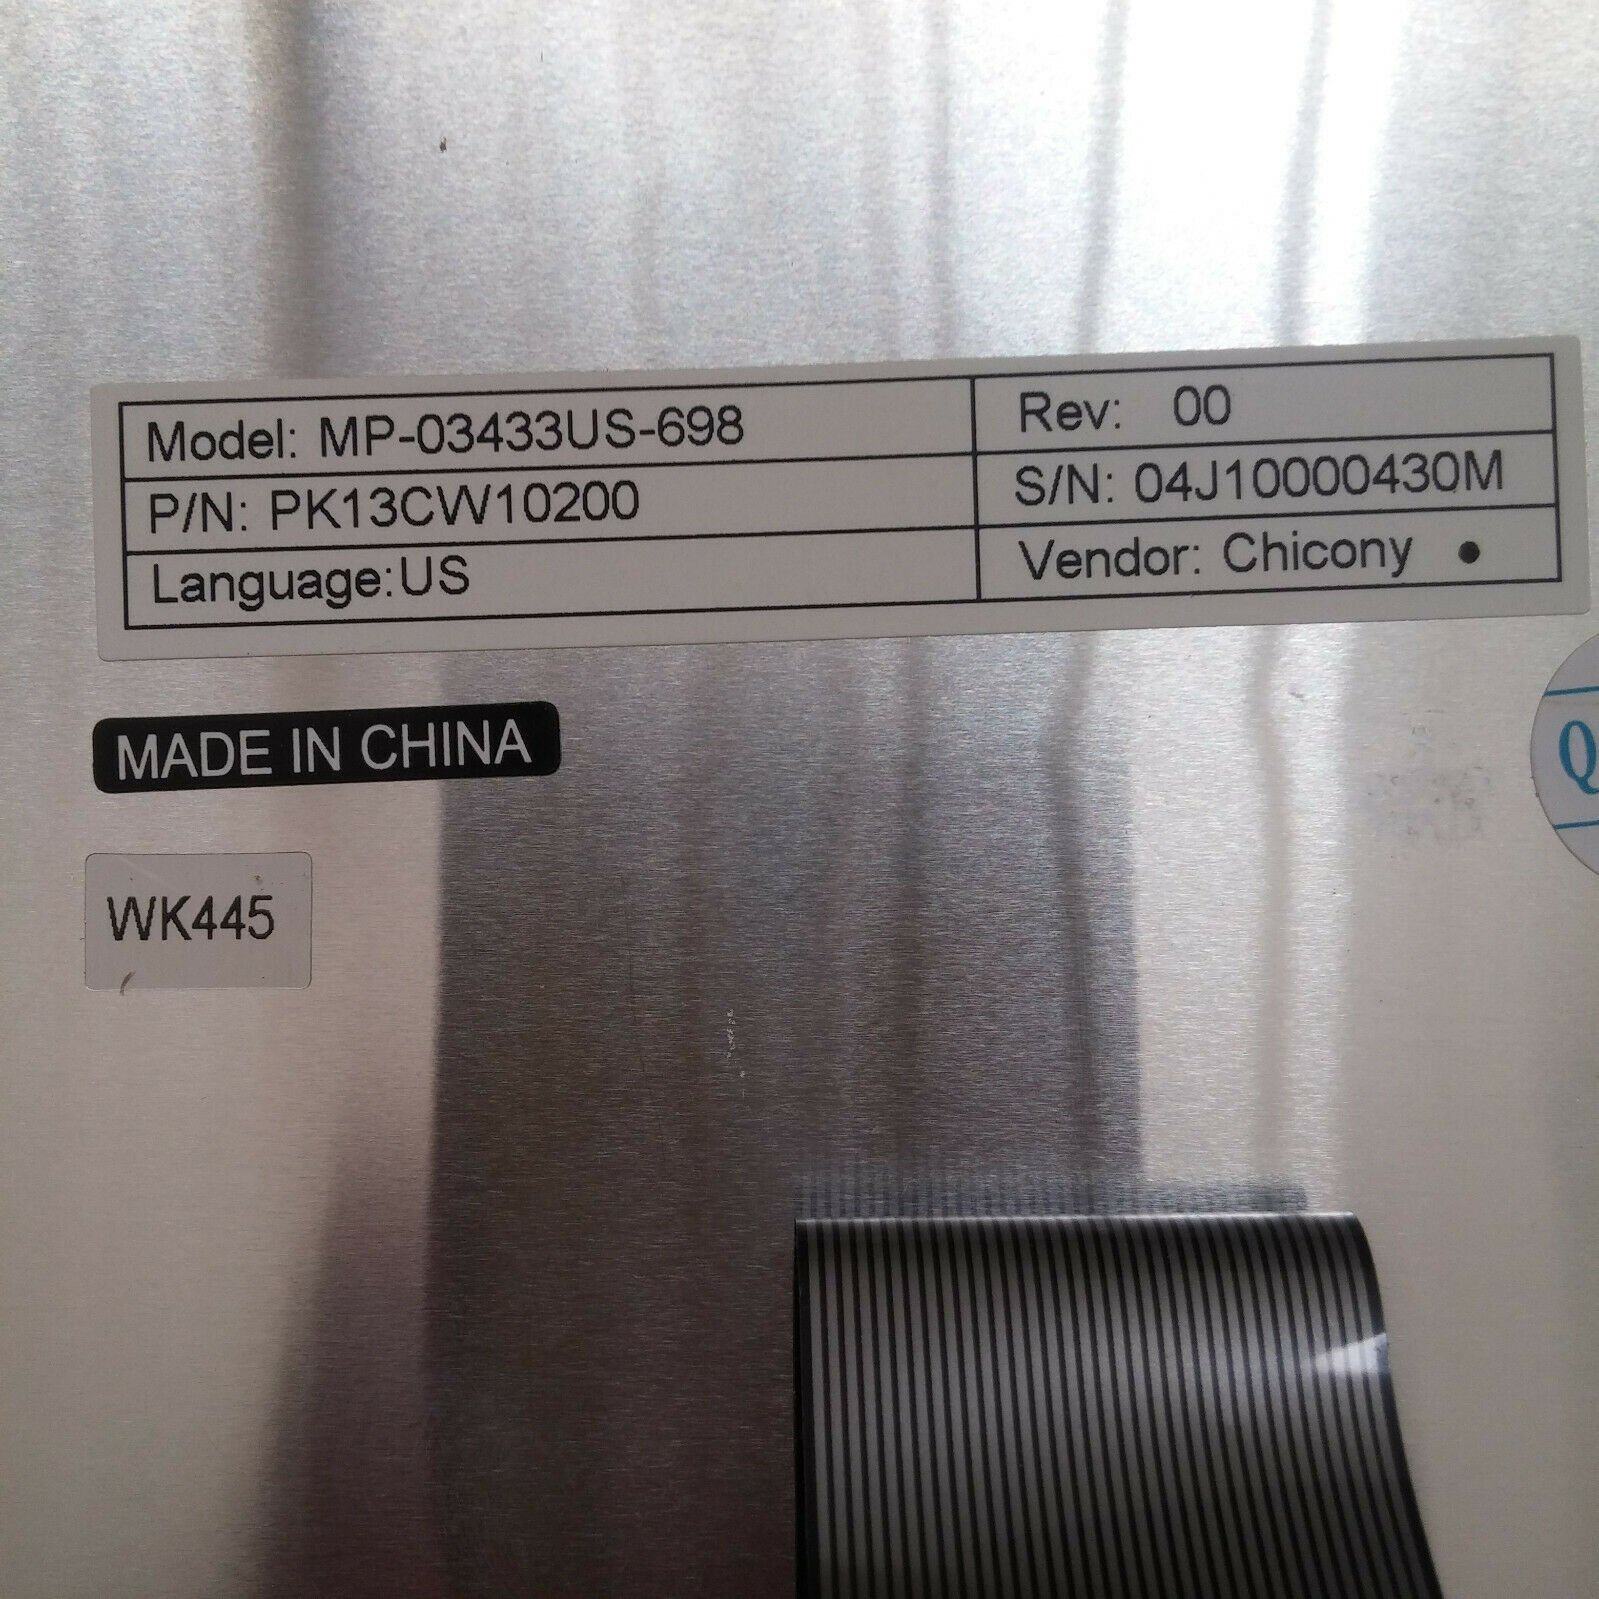 Model: MP-03433US-698
Rev: 00
P/N: PK13CW10200
S/N: 04J10000430M
Language:US
Vendor: Chicony
MADE IN CHINA
Q
WK445